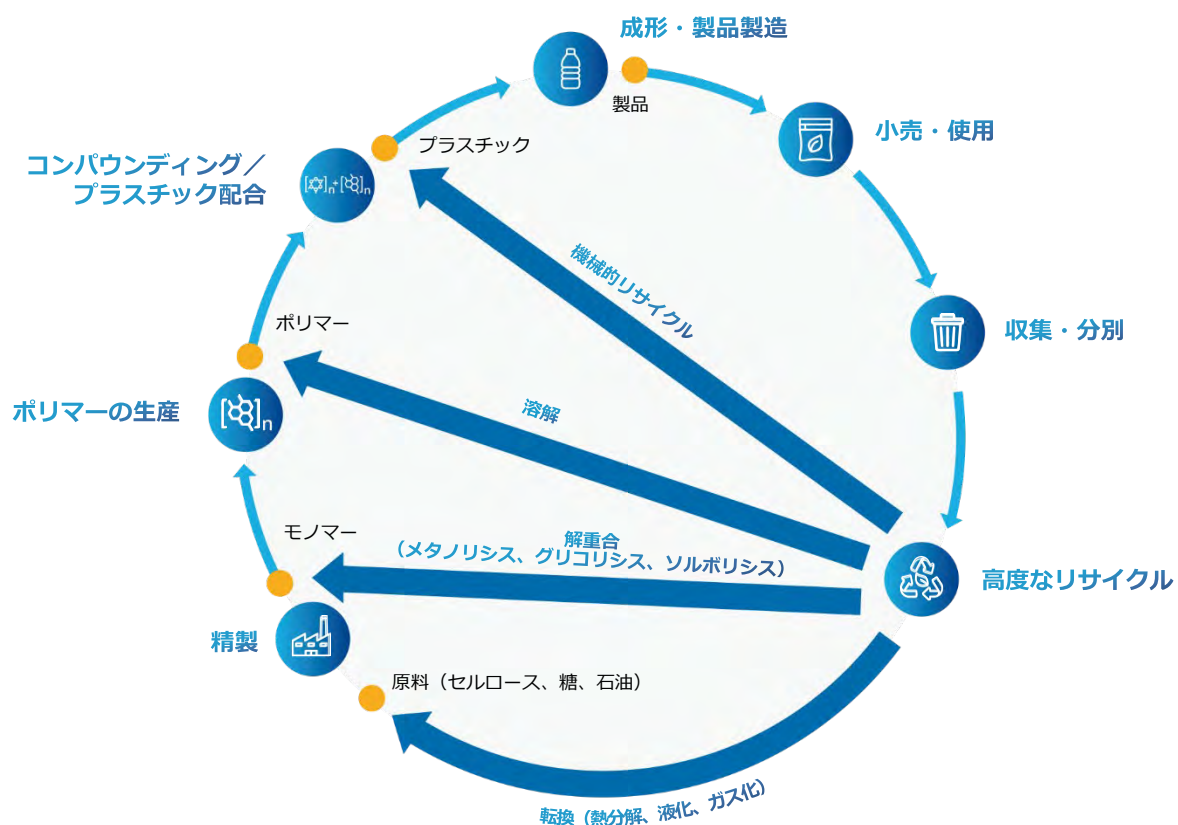 成形・製品製造
製品
小売・使用
プラスチック
コンパウンディング／
プラスチック配合
[ ]n+[ ]n
機械的リサイクル
収集・分別
ポリマー
ポリマーの生産
[ ]n
溶解
モノマー
解重合
（メタノリシス、グリコリシス、ソルボリシス）
高度なリサイクル
精製
原料（セルロース、糖、石油）
転換（熱分解、液化、ガス化）